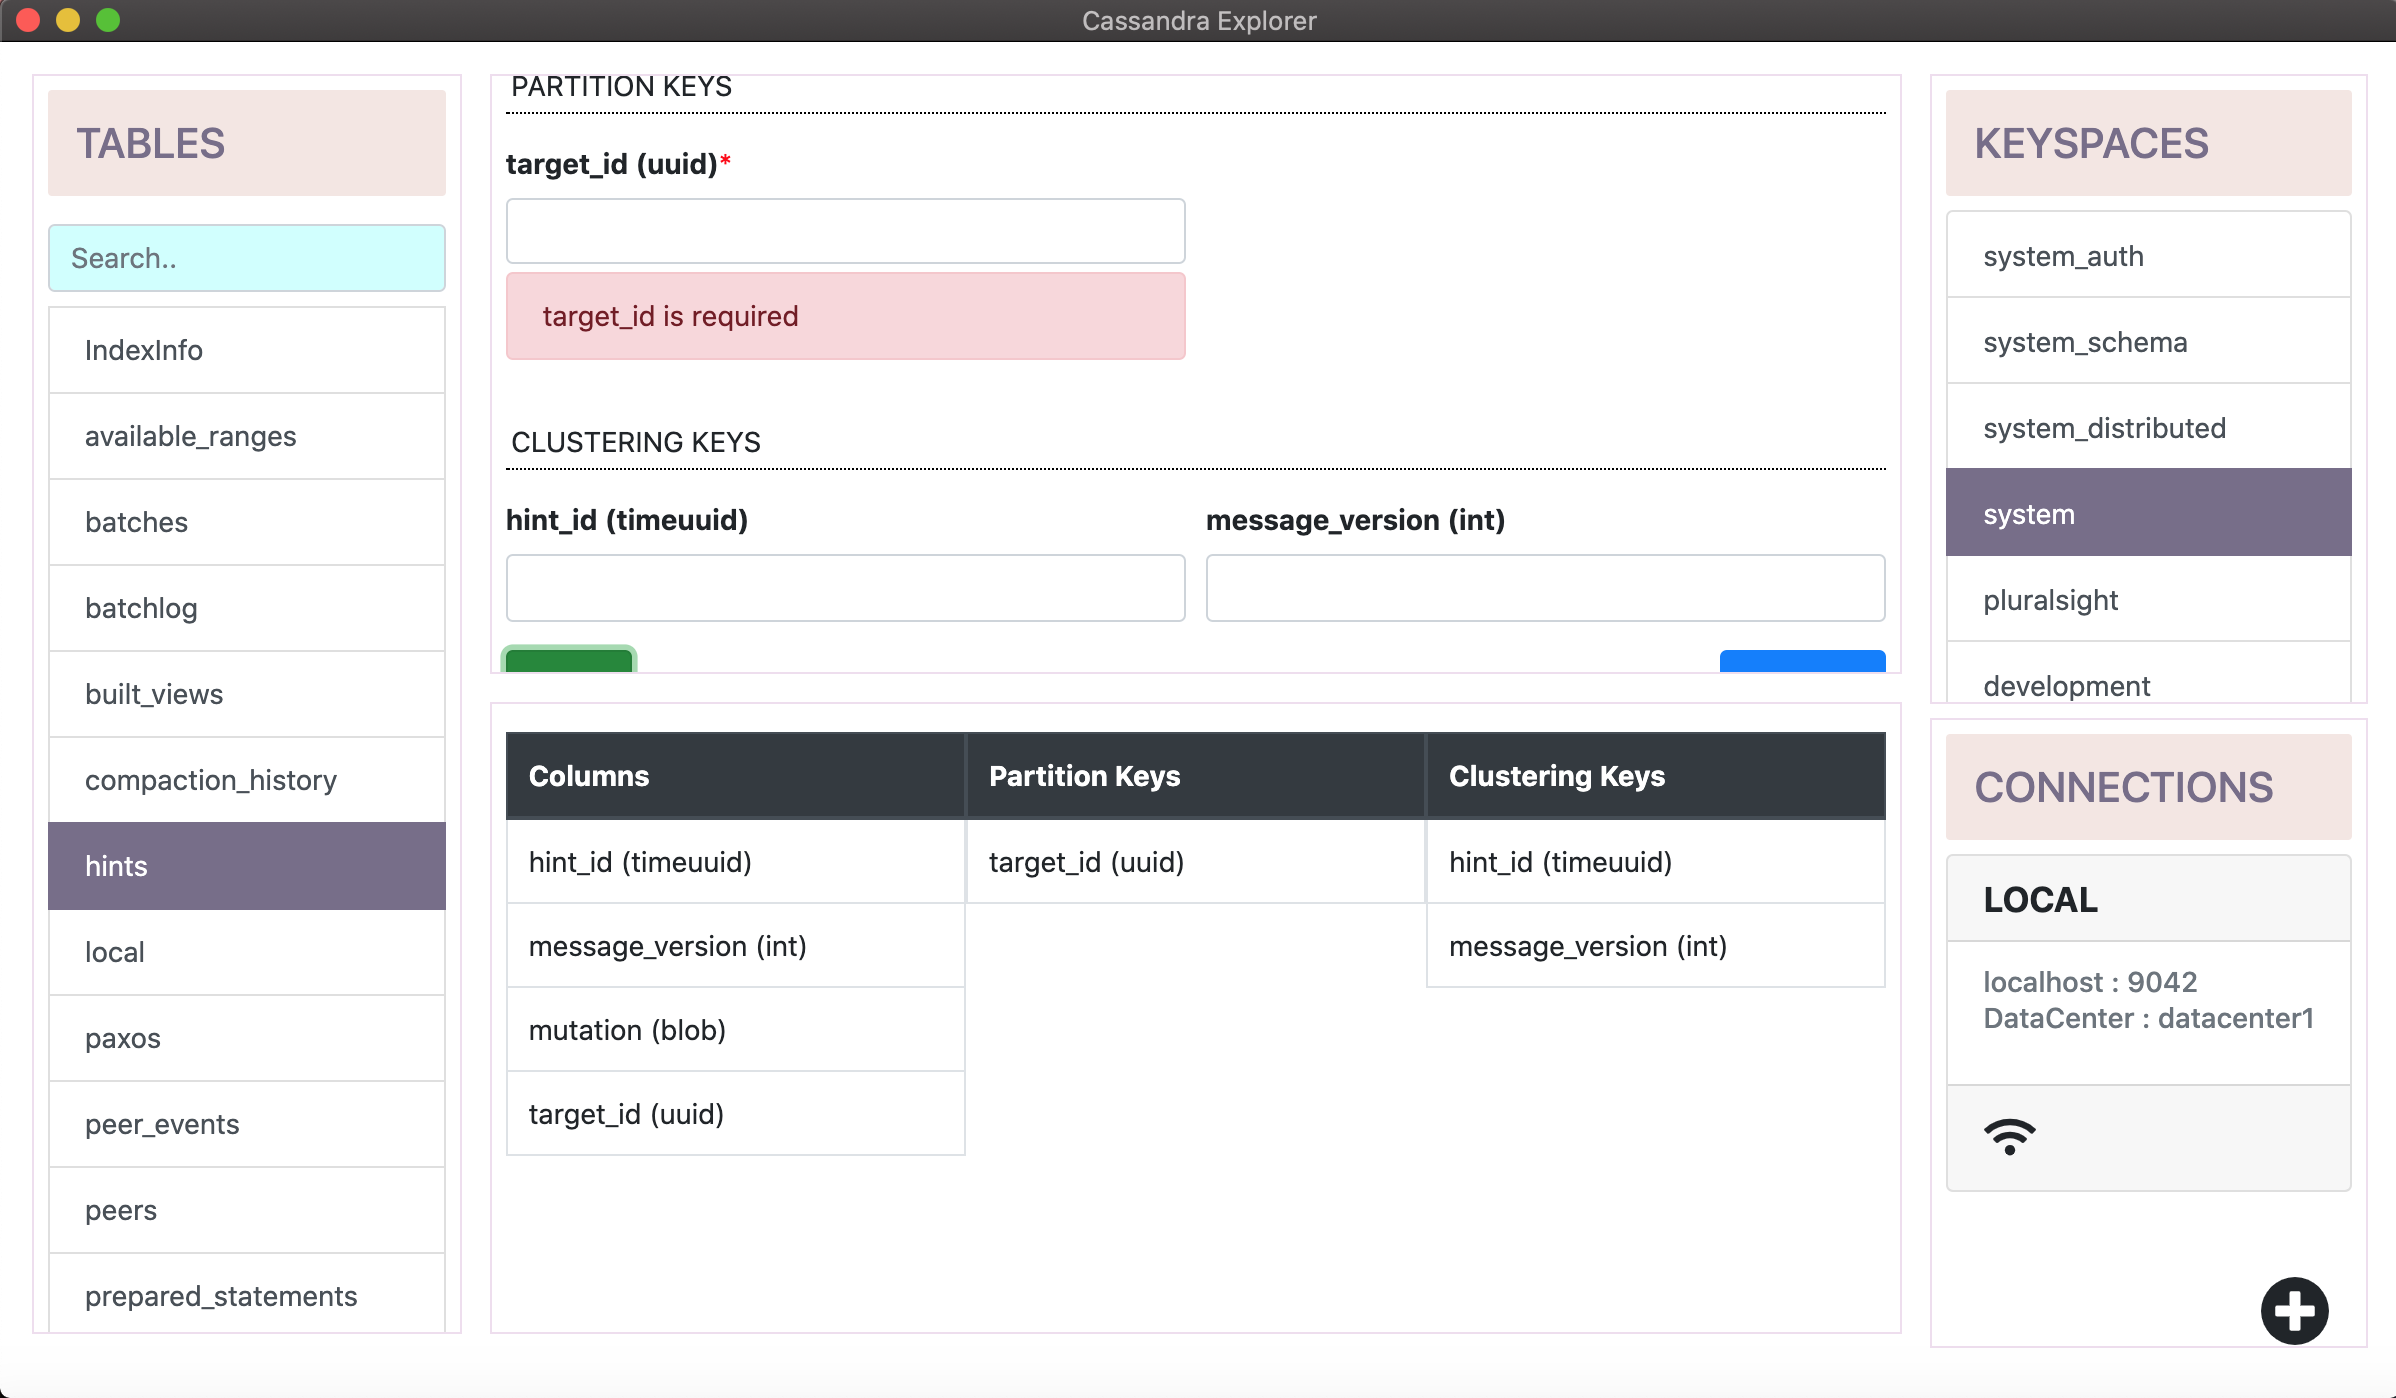 Cassandra Explorer
TABLES
Search..
IndexInfo
available_ranges
batches
batchlog
built_views
compaction_history
hints
local
paxos
peer_events
peers
prepared_statements
PARTITION KEYS
target_id (uuid)*
target_id is required
CLUSTERING KEYS
hint_id (timeuuid)
message_version (int)
Columns
Partition Keys
Clustering Keys
hint_id (timeuuid)
target_id (uuid)
hint_id (timeuuid)
message_version (int)
message_version (int)
mutation (blob)
target_id (uuid)
KEYSPACES
system_auth
system_schema
system_distributed
system
pluralsight
development
CONNECTIONS
LOCAL
localhost : 9042
DataCenter : datacenter1